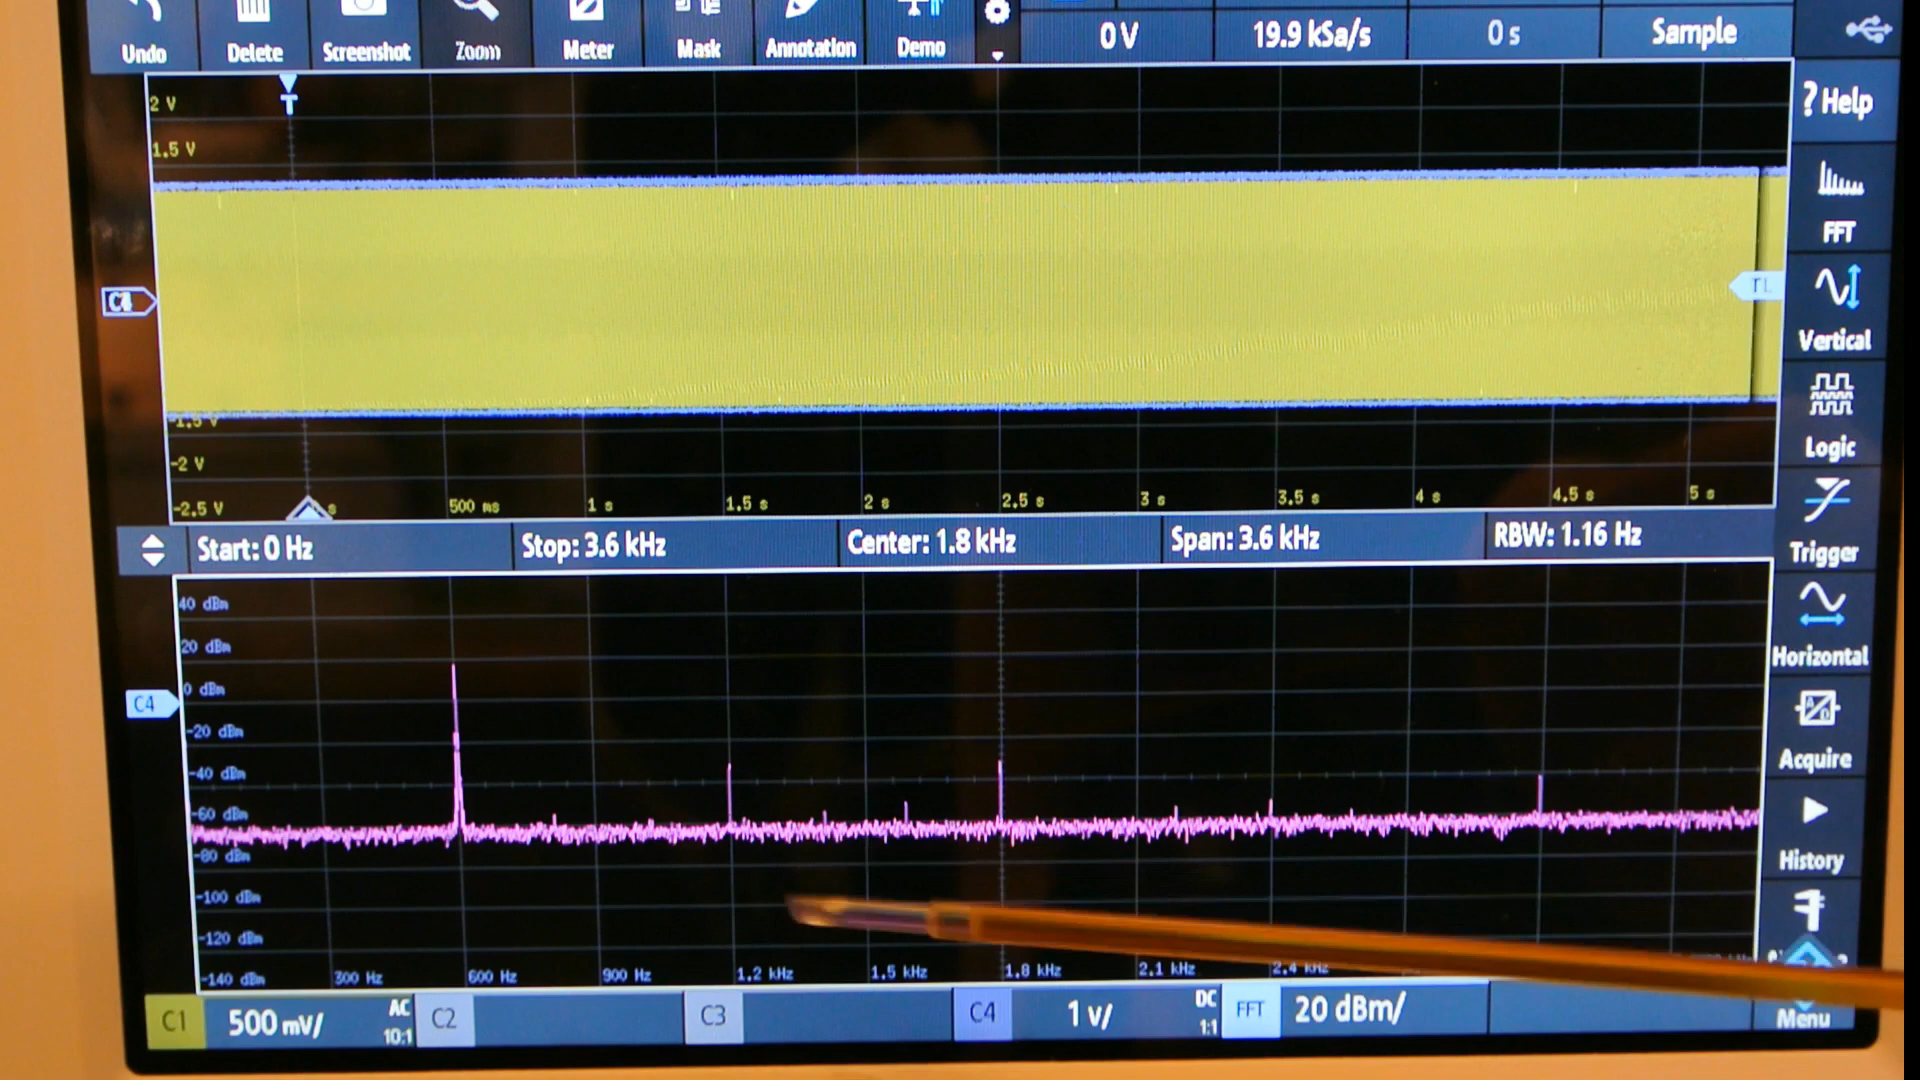 Undo Delete Screenshot Zoom Meter Mask Annotation Demo
0 V 19.9 kSa/s 0 s Sample
Help
FFT
Vertical
Logic
Trigger
Horizontal
Acquire
History
Menu
T
2 V
1.5 V
C4
TL
-1.5 V
-2 V
-2.5 V
s 500 ms 1 s 1.5 s 2 s 2.5 s 3 s 3.5 s 4 s 4.5 s 5 s
Start: 0 Hz Stop: 3.6 kHz Center: 1.8 kHz Span: 3.6 kHz RBW: 1.16 Hz
40 dBm
20 dBm
0 dBm
C4
-20 dBm
-40 dBm
-60 dBm
-80 dBm
-100 dBm
-120 dBm
-140 dBm
300 Hz 600 Hz 900 Hz 1.2 kHz 1.5 kHz 1.8 kHz 2.1 kHz 2.4 kHz
C1 500 mV/ AC 10:1 C2 C3 C4 1 V/ DC 1:1 FFT 20 dBm/